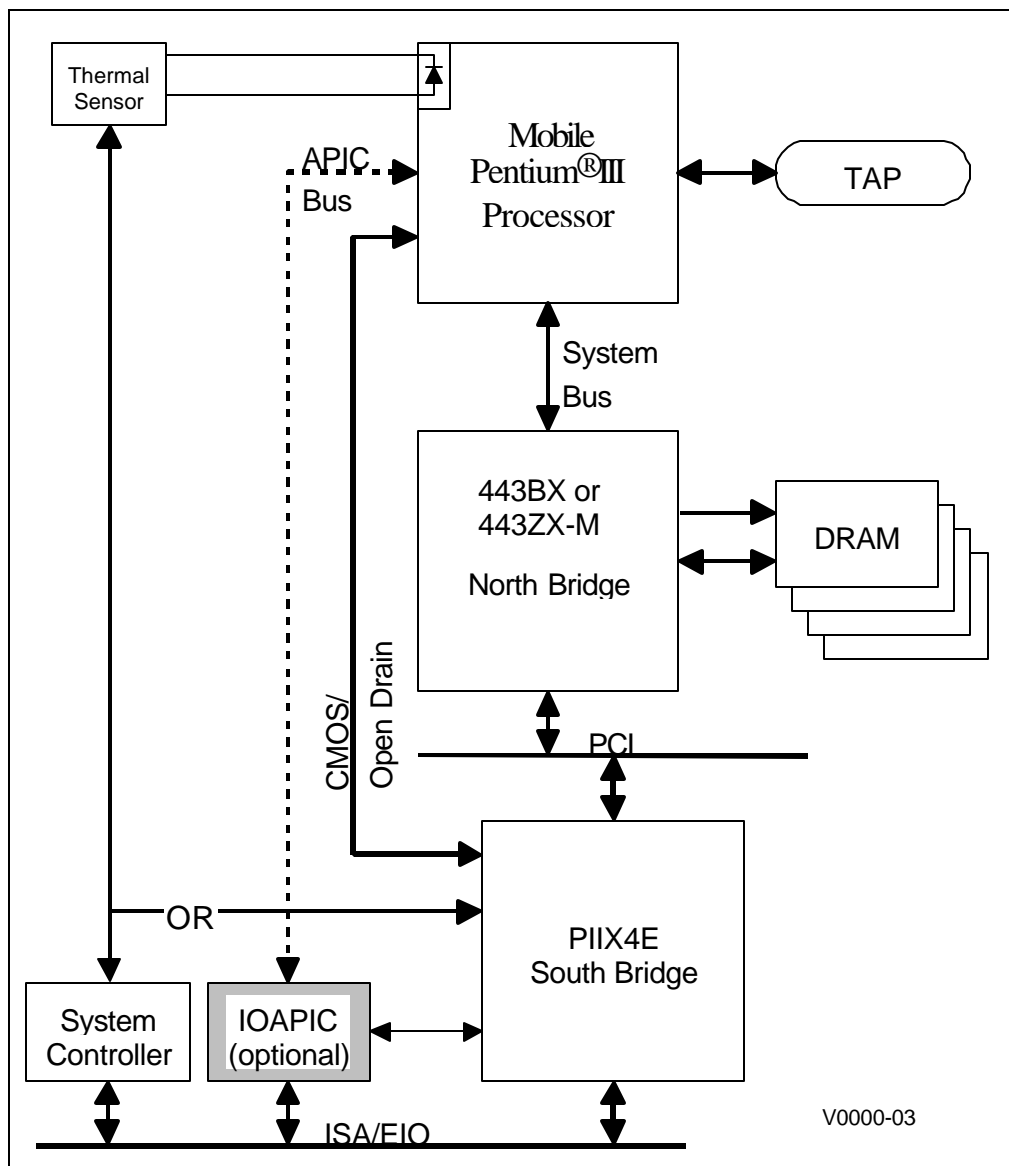 Thermal
Sensor
Mobile
Pentium®III
Processor
APIC
Bus
TAP
System
Bus
443BX or
443ZX-M
North Bridge
DRAM
CMOS/
Open Drain
PCI
OR
PIIX4E
South Bridge
System
Controller
IOAPIC
(optional)
ISA/EIO
V0000-03